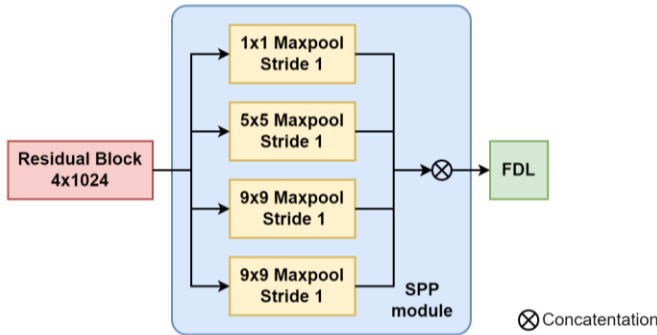 1x1 Maxpool
Stride 1
5x5 Maxpool
Stride 1
Residual Block
4x1024
FDL
9x9 Maxpool
Stride 1
9x9 Maxpool
Stride 1
SPP
module
Concatentation